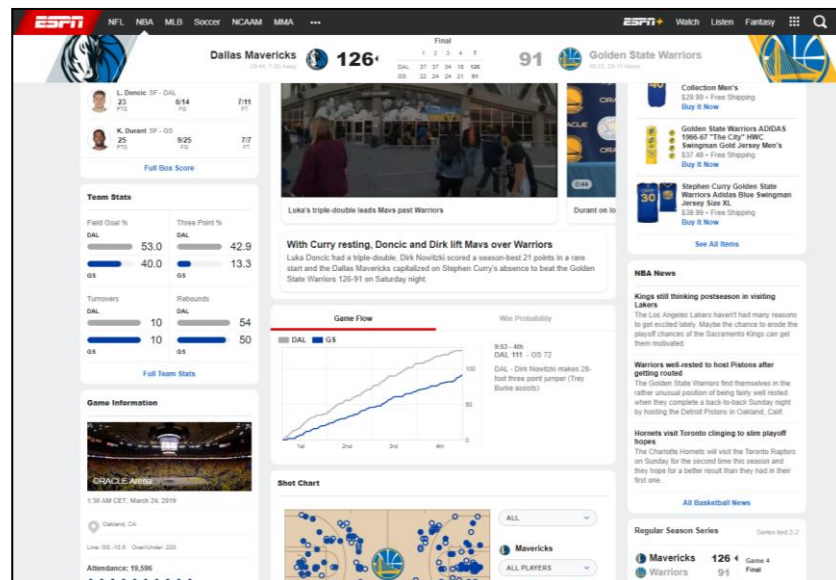 ESPN NFL NBA MLB Soccer NCAAM MMA ••• ESPN+ Watch Listen Fantasy
Final
Dallas Mavericks 126 91 Golden State Warriors
1 2 3 4 T
DAL 37 37 34 18 126
GS 22 24 24 21 91
L. Doncic SF - DAL
23 6/14 7/11
PTS FG FT
K. Durant SF - GS
25 9/25 7/7
PTS FG FT
Full Box Score
Team Stats
Field Goal % Three Point %
DAL DAL
53.0 42.9
40.0 13.3
GS GS
Turnovers Rebounds
DAL DAL
10 54
10 50
GS GS
Full Team Stats
Game Information
ORACLE Arena
1:30 AM CET, March 24, 2019
Oakland, CA
Line: GS -10.5 Over/Under: 220
Attendance: 19,596
0:44
Luka's triple-double leads Mavs past Warriors
Durant on lo
With Curry resting, Doncic and Dirk lift Mavs over Warriors
Luka Doncic had a triple-double, Dirk Nowitzki scored a season-best 21 points in a rare
start and the Dallas Mavericks capitalized on Stephen Curry's absence to beat the Golden
State Warriors 126-91 on Saturday night.
Game Flow Win Probability
DAL GS
100
50
0
1st 2nd 3rd 4th
9:53 - 4th
DAL 111 - GS 72
DAL - Dirk Nowitzki makes 26-
foot three point jumper (Trey
Burke assists)
Shot Chart
ALL
Mavericks
ALL PLAYERS
Collection Men's
$29.99 + Free Shipping
Buy It Now
Golden State Warriors ADIDAS
1966-67 "The City" HWC
Swingman Gold Jersey Men's
$37.49 + Free Shipping
Buy It Now
Stephen Curry Golden State
Warriors Adidas Blue Swingman
Jersey Size XL
$39.99 + Free Shipping
Buy It Now
See All Items
NBA News
Kings still thinking postseason in visiting
Lakers
The Los Angeles Lakers haven't had many reasons
to get excited lately. Maybe the chance to erode the
playoff chances of the Sacramento Kings can get
them motivated.
Warriors well-rested to host Pistons after
getting routed
The Golden State Warriors find themselves in the
rather unusual position of being fairly well rested
when they complete a back-to-back Sunday night
by hosting the Detroit Pistons in Oakland, Calif.
Hornets visit Toronto clinging to slim playoff
hopes
The Charlotte Hornets will visit the Toronto Raptors
on Sunday for the second time this season and
they hope for a better result than they had in their
first one.
All Basketball News
Regular Season Series Series tied 2-2
Mavericks 126 Game 4
Warriors 91 Final